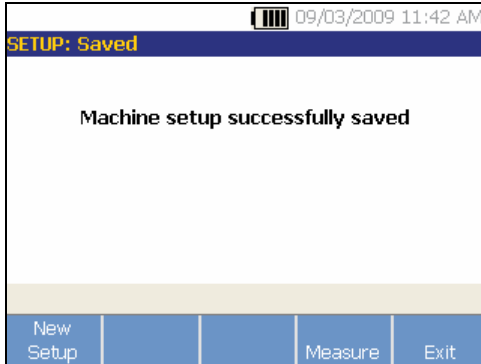 09/03/2009 11:42 AM
SETUP: Saved
Machine setup successfully saved
New
Setup
Measure
Exit